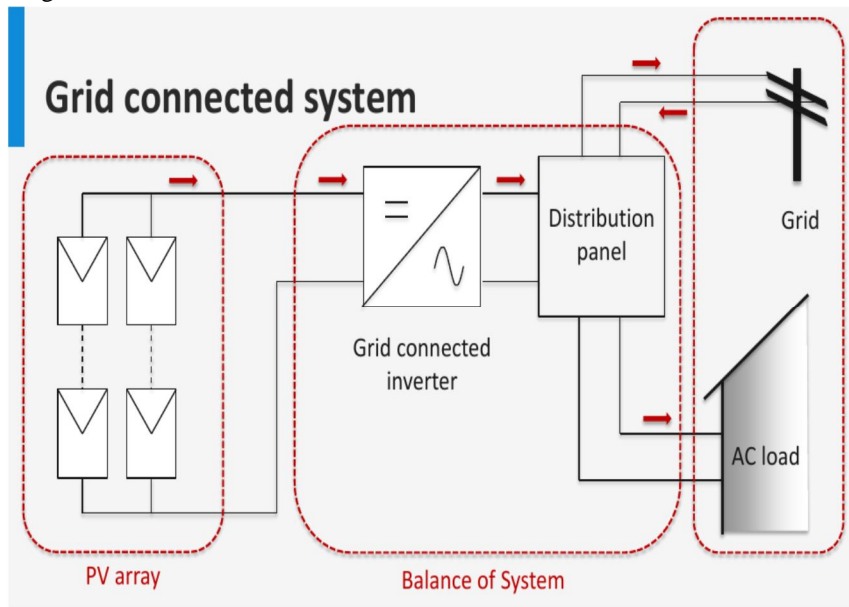 Grid connected system
Distribution
panel
Grid
Grid connected
inverter
AC load
PV array
Balance of System